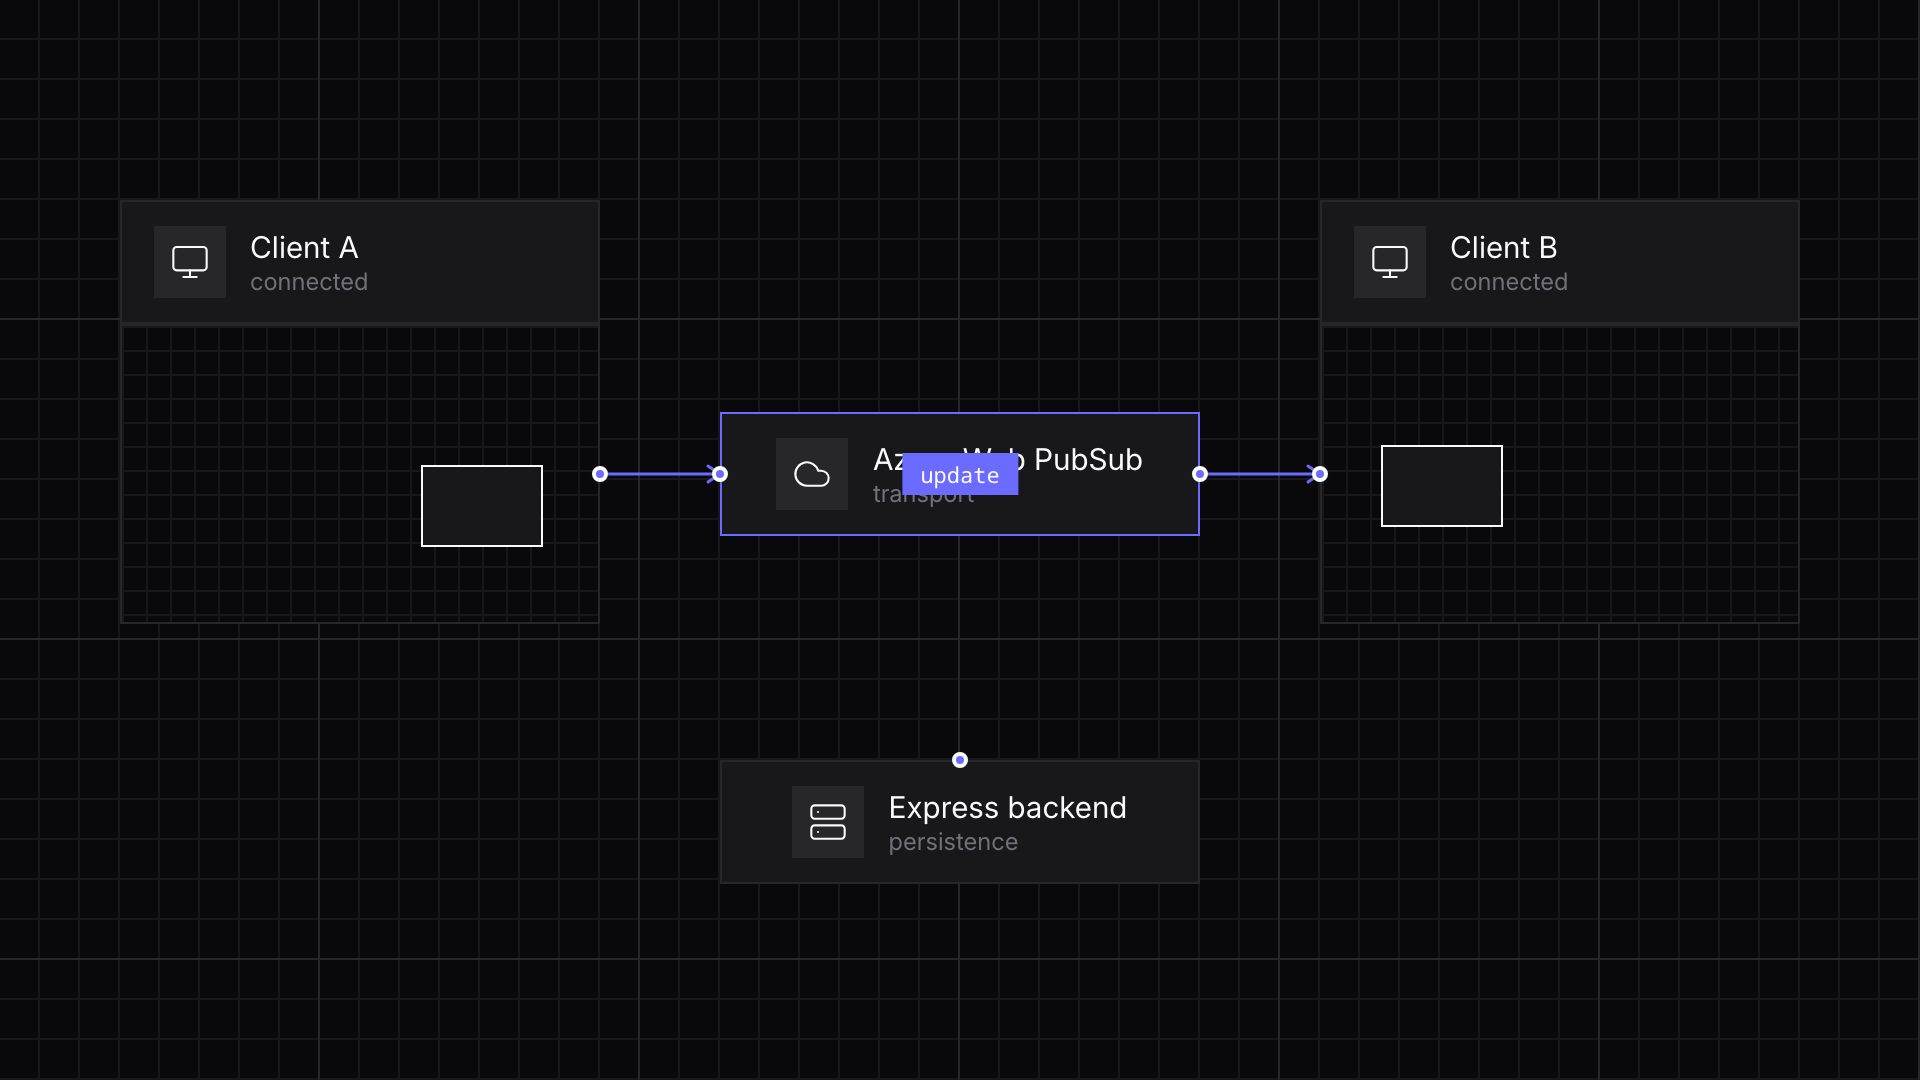 Client A
connected
Client B
connected
PubSub
update
Express backend
persistence